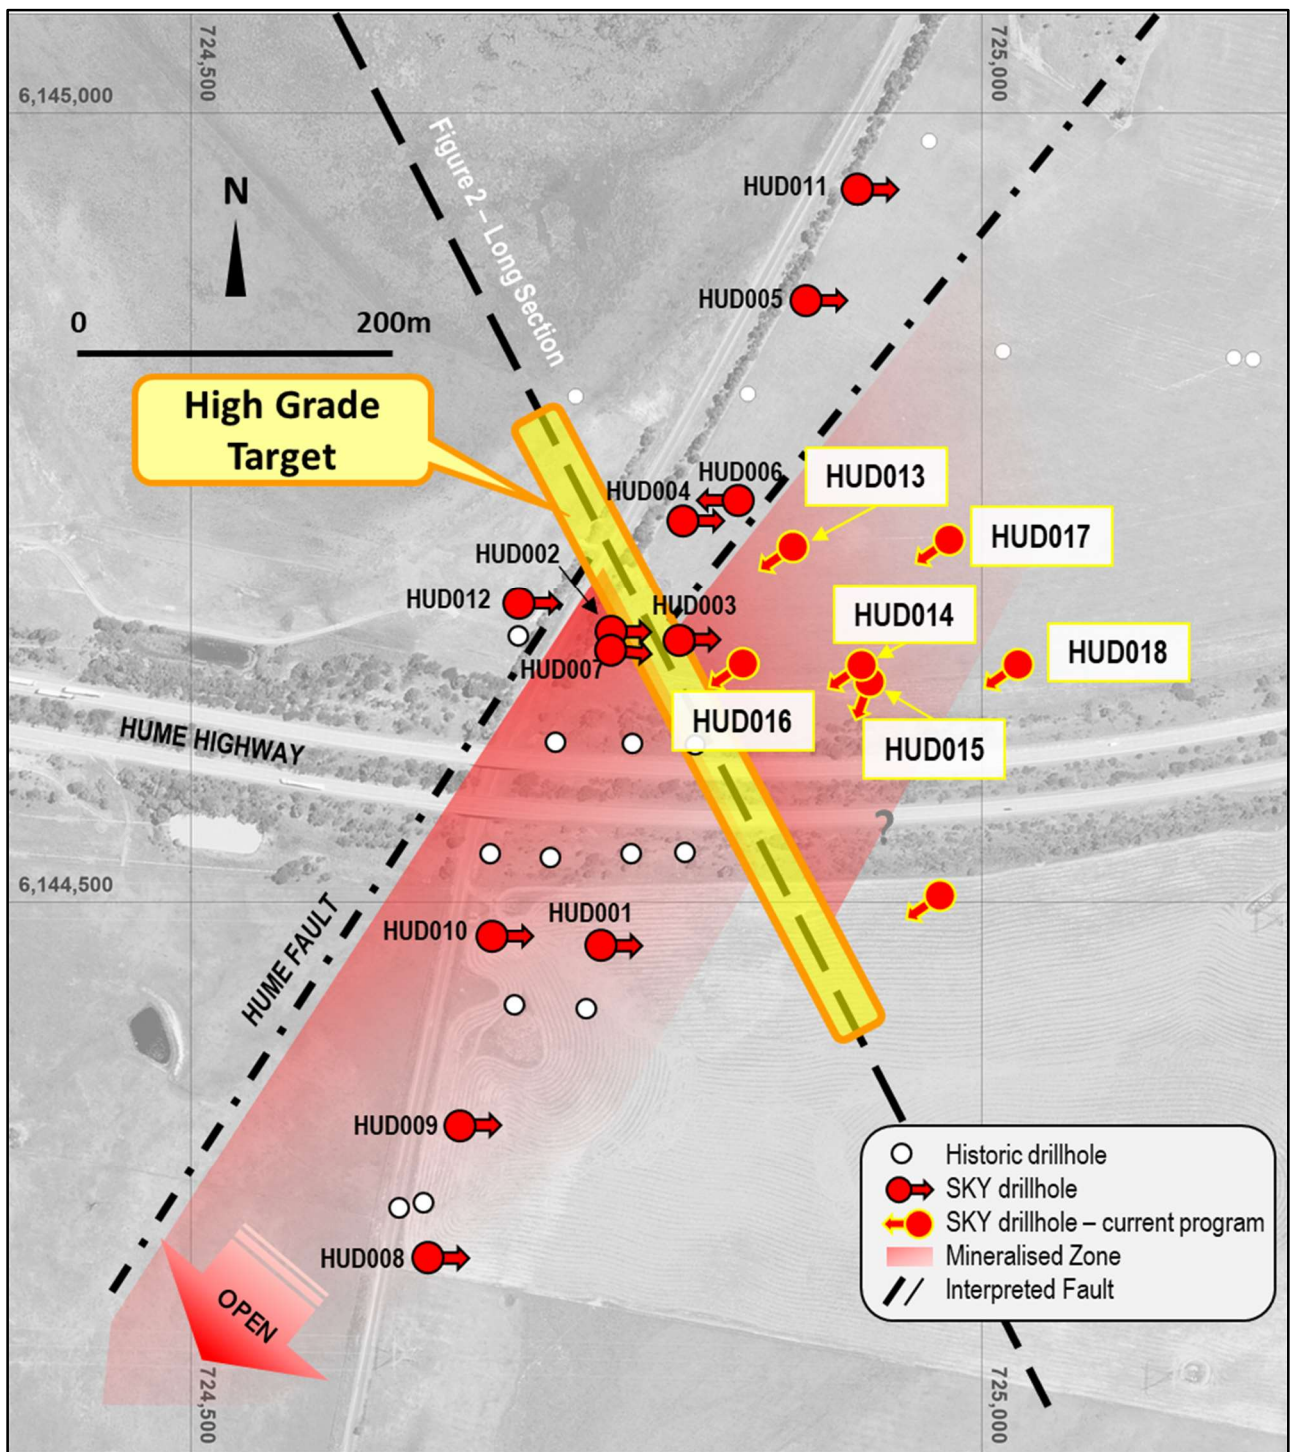 724,500
725,000
6,145,000
Figure 2 – Long Section
HUD011
N
HUD005
0
200m
High Grade
Target
HUD006
HUD013
HUD004
HUD017
HUD002
HUD012
HUD003
HUD014
HUD018
HUD007
HUD016
HUME HIGHWAY
HUD015
?
6,144,500
HUD001
HUD010
HUME FAULT
HUD009
Historic drillhole
SKY drillhole
SKY drillhole – current program
Mineralised Zone
Interpreted Fault
HUD008
OPEN
724,500
725,000